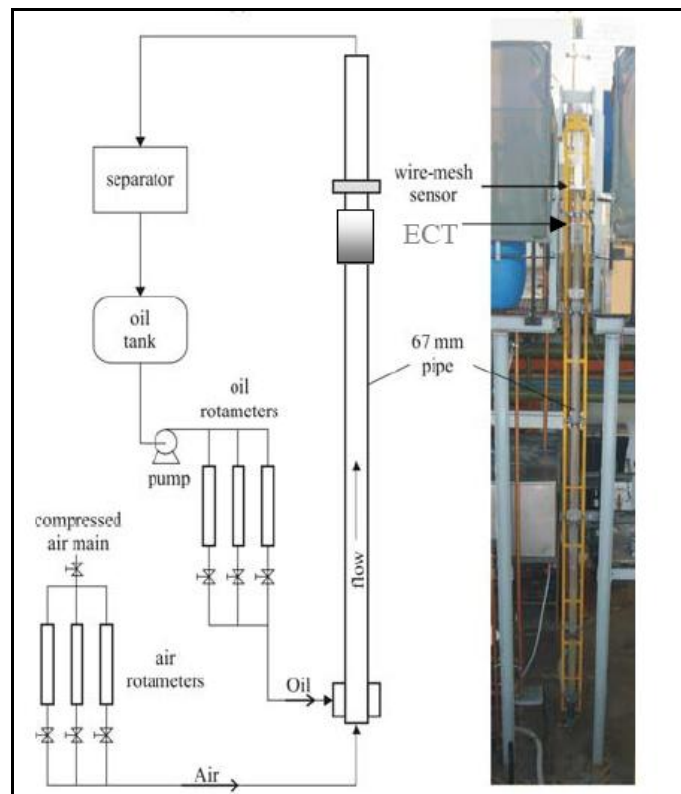 separator
wire-mesh
sensor
ECT
oil
tank
67 mm
pipe
oil
rotameters
pump
compressed
air main
flow
air
rotameters
Oil
Air